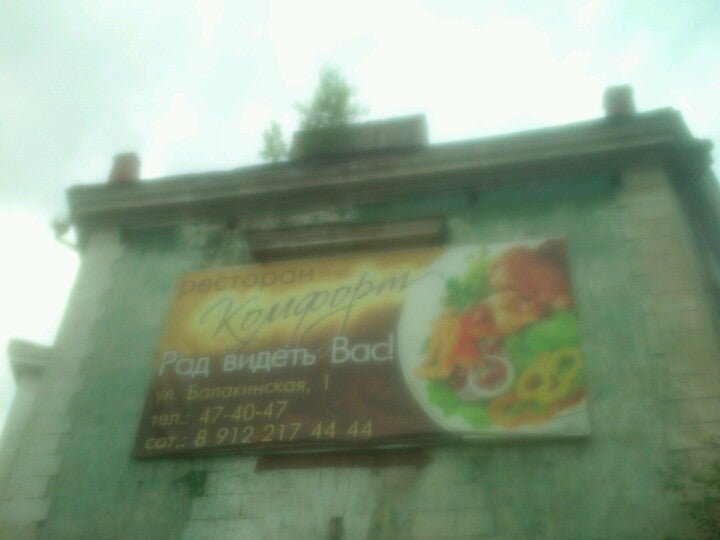 ресторан
Комфорт
Рад видеть Вас!
ул. Балакинская, 1
тел.: 47-40-47
сот.: 8 912 217 44 44